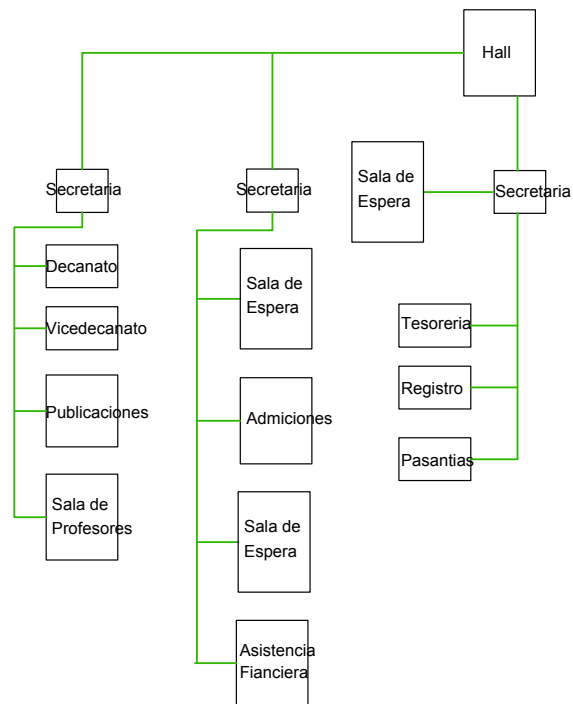 Hall
Secretaria
Decanato
Vicedecanato
Publicaciones
Sala de
Profesores
Secretaria
Sala de
Espera
Admiciones
Sala de
Espera
Asistencia
Fianciera
Sala de
Espera
Secretaria
Tesoreria
Registro
Pasantias